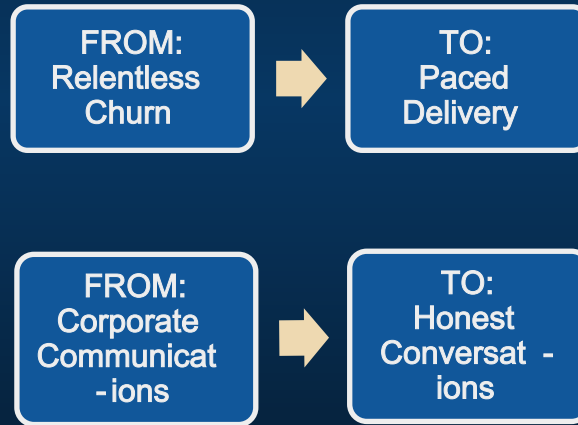 FROM:
Relentless
Churn
TO:
Paced
Delivery
FROM:
Corporate
Communicat
- ions
TO:
Honest
Conversat -
ions